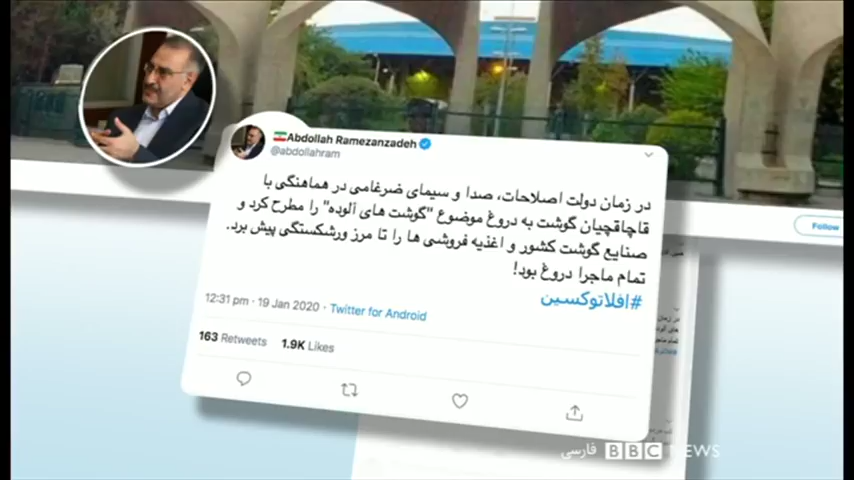 Abdollah Ramezanzadeh
@abdollahram
در زمان دولت اصلاحات، صدا و سیمای ضرغامی در هماهنگی با
قاچاقچیان گوشت به دروغ موضوع "گوشت های آلوده" را مطرح کرد و
صنایع گوشت کشور و اغذیه فروشی ها را تا مرز ورشکستگی پیش برد.
تمام ماجرا دروغ بود!
#افلاتوکسین
12:31 pm · 19 Jan 2020 · Twitter for Android
163 Retweets 1.9K Likes
Follow
BBC NEWS فارسی